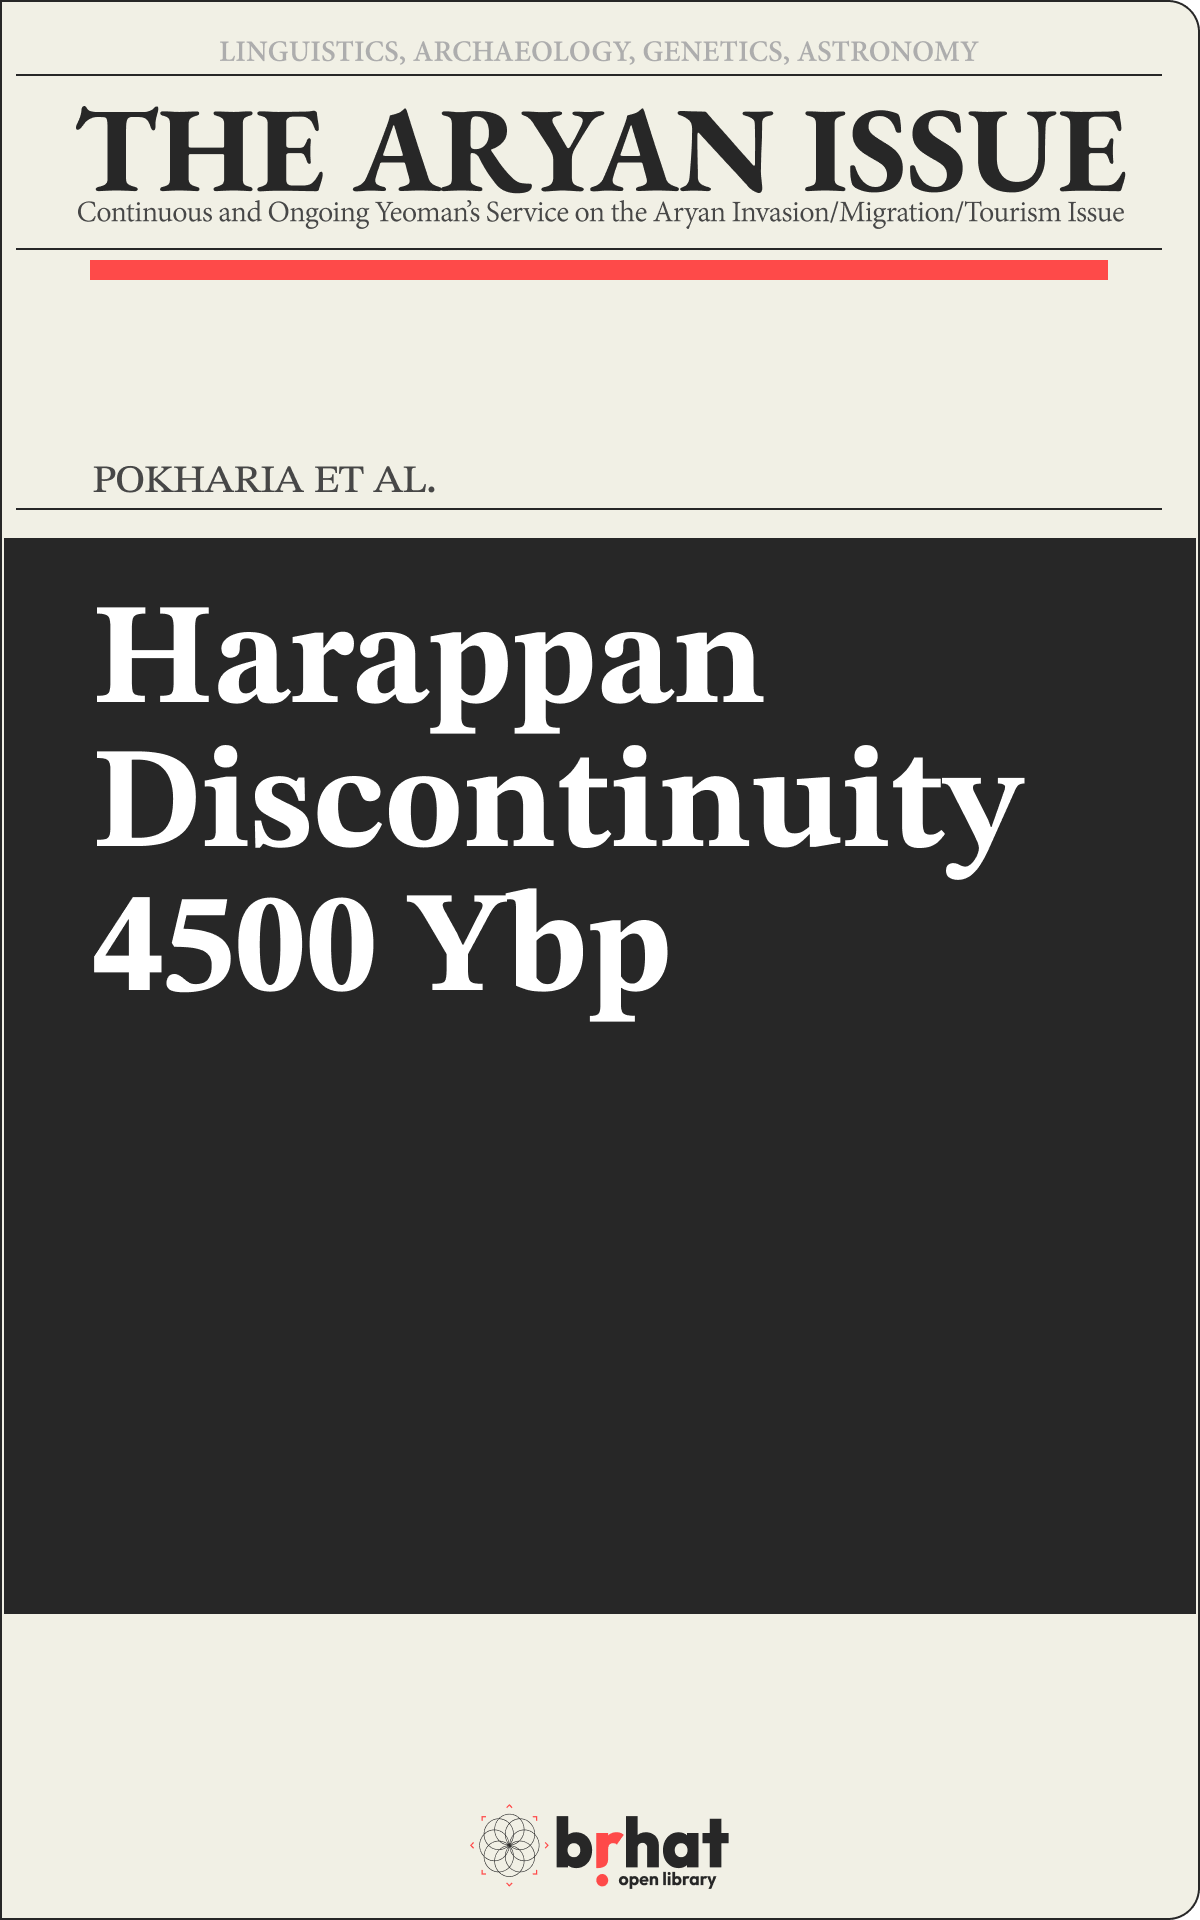 LINGUISTICS, ARCHAEOLOGY, GENETICS, ASTRONOMY
THE ARYAN ISSUE
Continuous and Ongoing Yeoman’s Service on the Aryan Invasion/Migration/Tourism Issue
POKHARIA ET AL.
Harappan
Discontinuity
4500 Ybp
brhat
open library